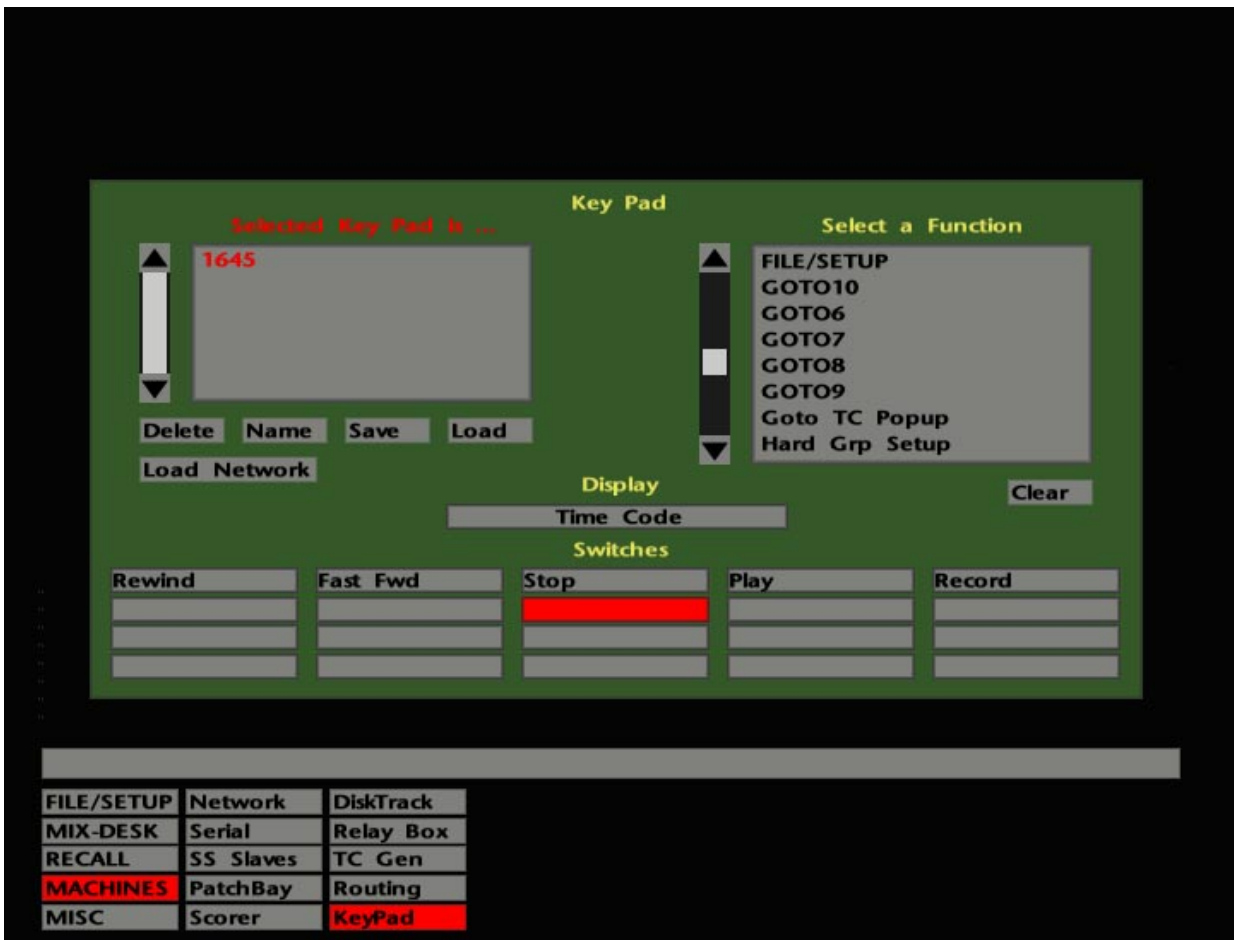 Key Pad
Selected Key Pad is ...
Select a Function
1645
FILE/SETUP
GOTO10
GOTO6
GOTO7
GOTO8
GOTO9
Goto TC Popup
Hard Grp Setup
Delete Name Save Load
Load Network
Clear
Display
Time Code
Switches
Rewind Fast Fwd Stop Play Record
FILE/SETUP Network DiskTrack
MIX-DESK Serial Relay Box
RECALL SS Slaves TC Gen
MACHINES PatchBay Routing
MISC Scorer KeyPad